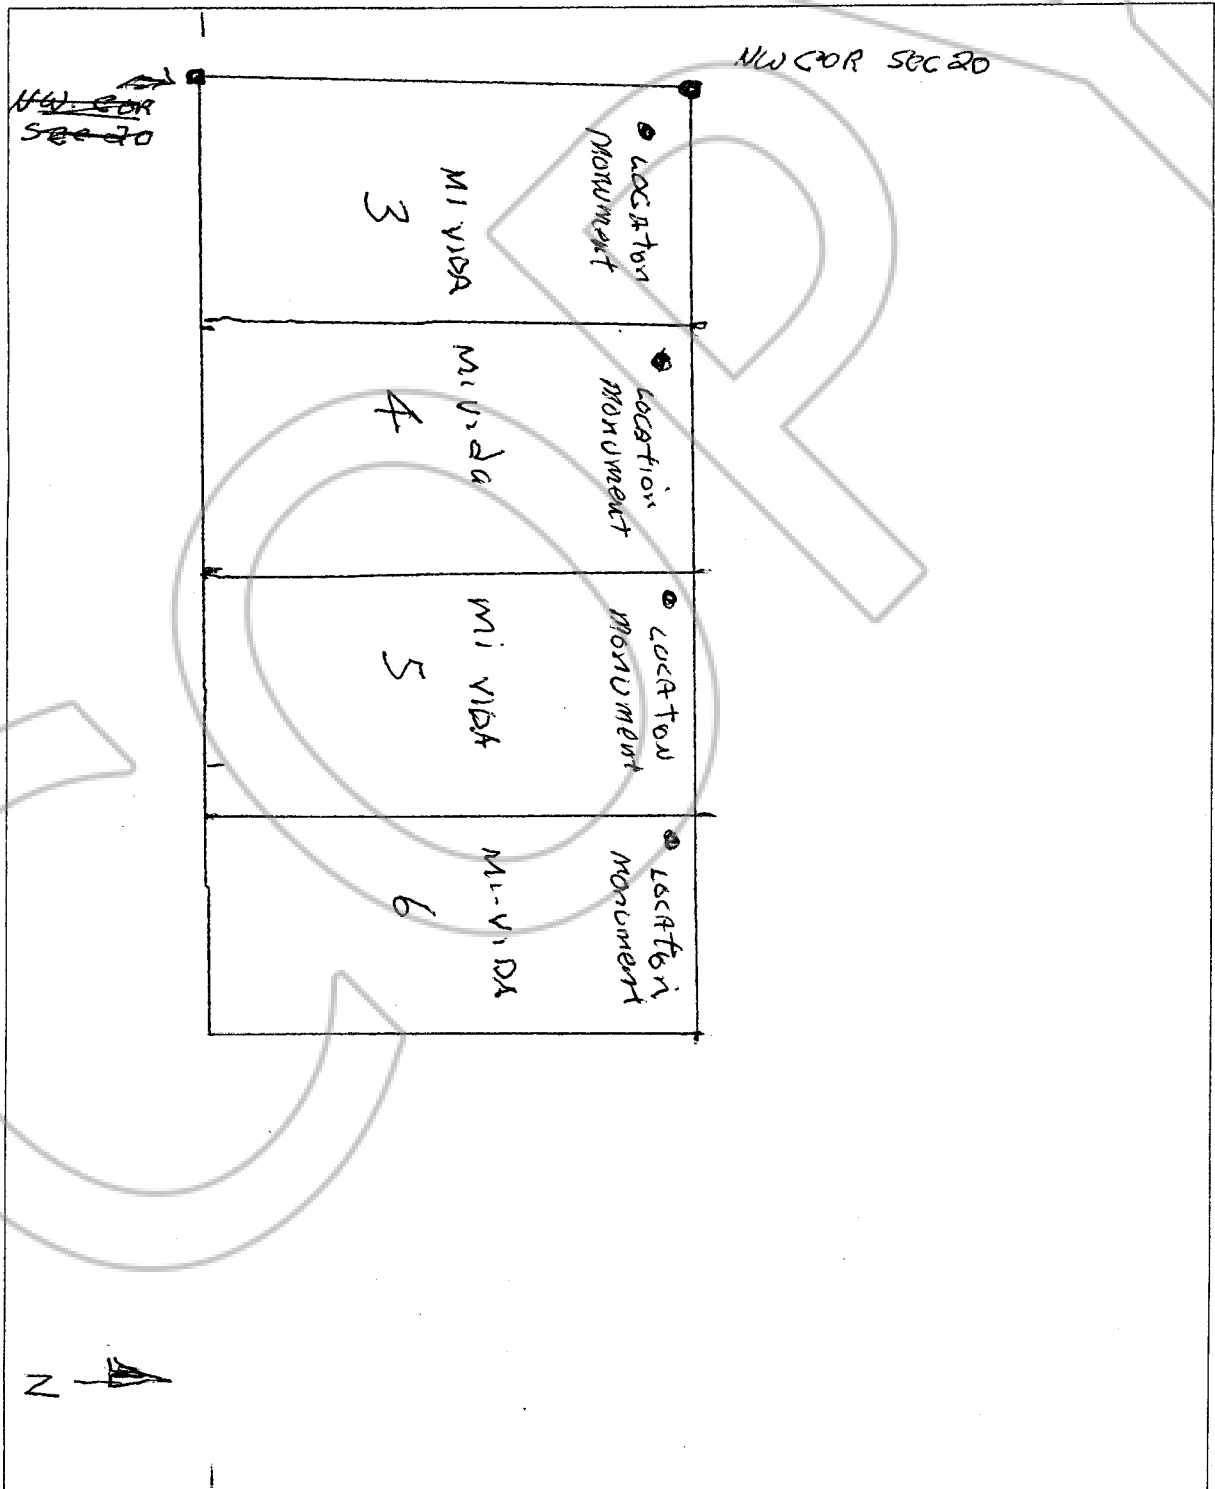 NW COR SEC 20
NW. COR
SEC 20
LOCATION
MONUMENT
MI VIDA
3
LOCATION
MONUMENT
Mi Vida
4
LOCATION
MONUMENT
Mi VIDA
5
LOCATION
MONUMENT
Mi-ViDA
6
N
COP